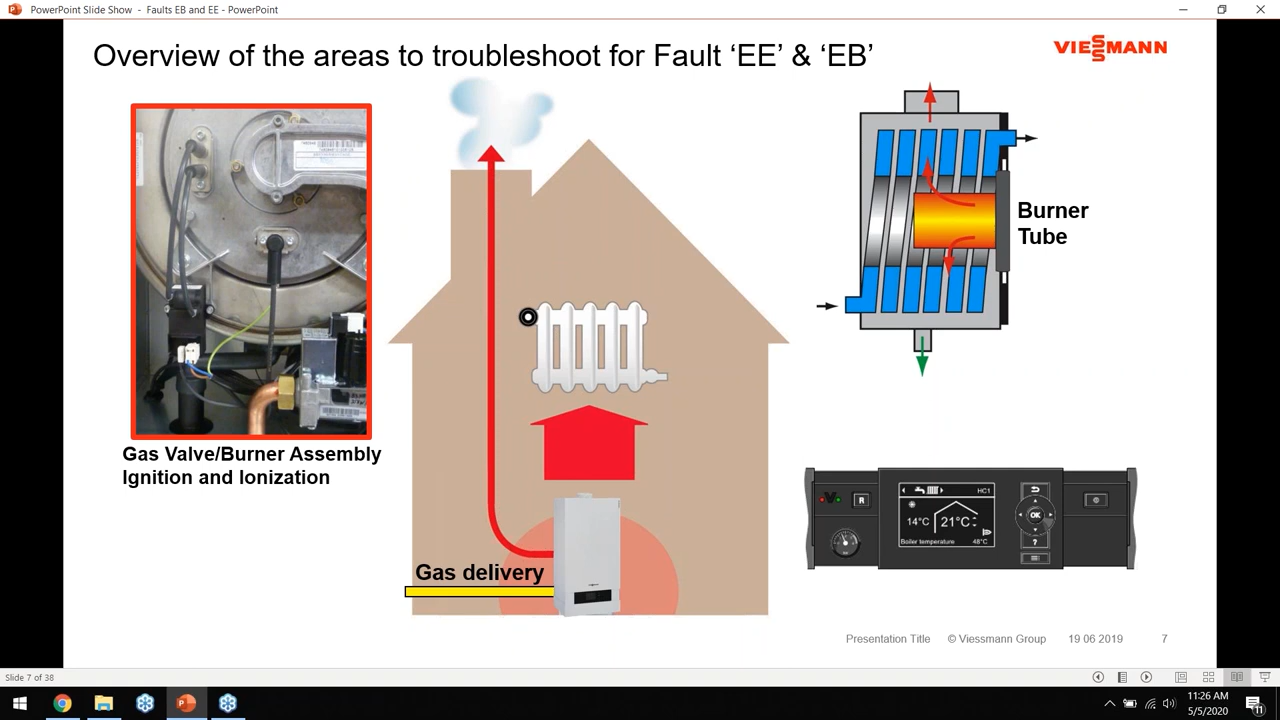 PowerPoint Slide Show - Faults EB and EE - PowerPoint
Overview of the areas to troubleshoot for Fault ‘EE’ & ‘EB’
VIESSMANN
Burner
Tube
Gas Valve/Burner Assembly
Ignition and Ionization
Gas delivery
R
HC1
14°C
21°C
Boiler temperature 48°C
OK
?
Presentation Title © Viessmann Group 19 06 2019 7
Slide 7 of 38
11:26 AM
5/5/2020
11